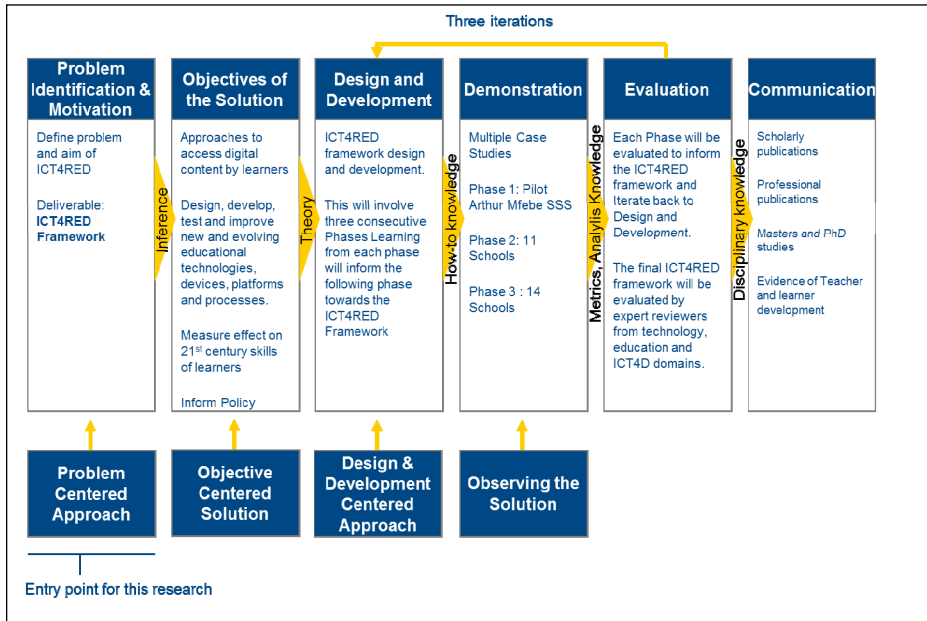 Three iterations
Problem
Identification &
Motivation
Define problem
and aim of
ICT4RED
Deliverable:
ICT4RED
Framework
Inference
Objectives of
the Solution
Approaches to
access digital
content by learners
Design, develop,
test and improve
new and evolving
educational
technologies,
devices, platforms
and processes.
Measure effect on
21st century skills
of learners
Inform Policy
Theory
Design and
Development
ICT4RED
framework design
and development.
This will involve
three consecutive
Phases Learning
from each phase
will inform the
following phase
towards the
ICT4RED
Framework
How-to knowledge
Demonstration
Multiple Case
Studies
Phase 1: Pilot
Arthur Mfebe SSS
Phase 2: 11
Schools
Phase 3 : 14
Schools
Metrics, Analylis Knowledge
Evaluation
Each Phase will be
evaluated to inform
the ICT4RED
framework and
Iterate back to
Design and
Development.
The final ICT4RED
framework will be
evaluated by
expert reviewers
from technology,
education and
ICT4D domains.
Disciplinary knowledge
Communication
Scholarly
publications
Professional
publications
Masters and PhD
studies
Evidence of Teacher
and learner
development
Problem
Centered
Approach
Objective
Centered
Solution
Design &
Development
Centered
Approach
Observing the
Solution
Entry point for this research